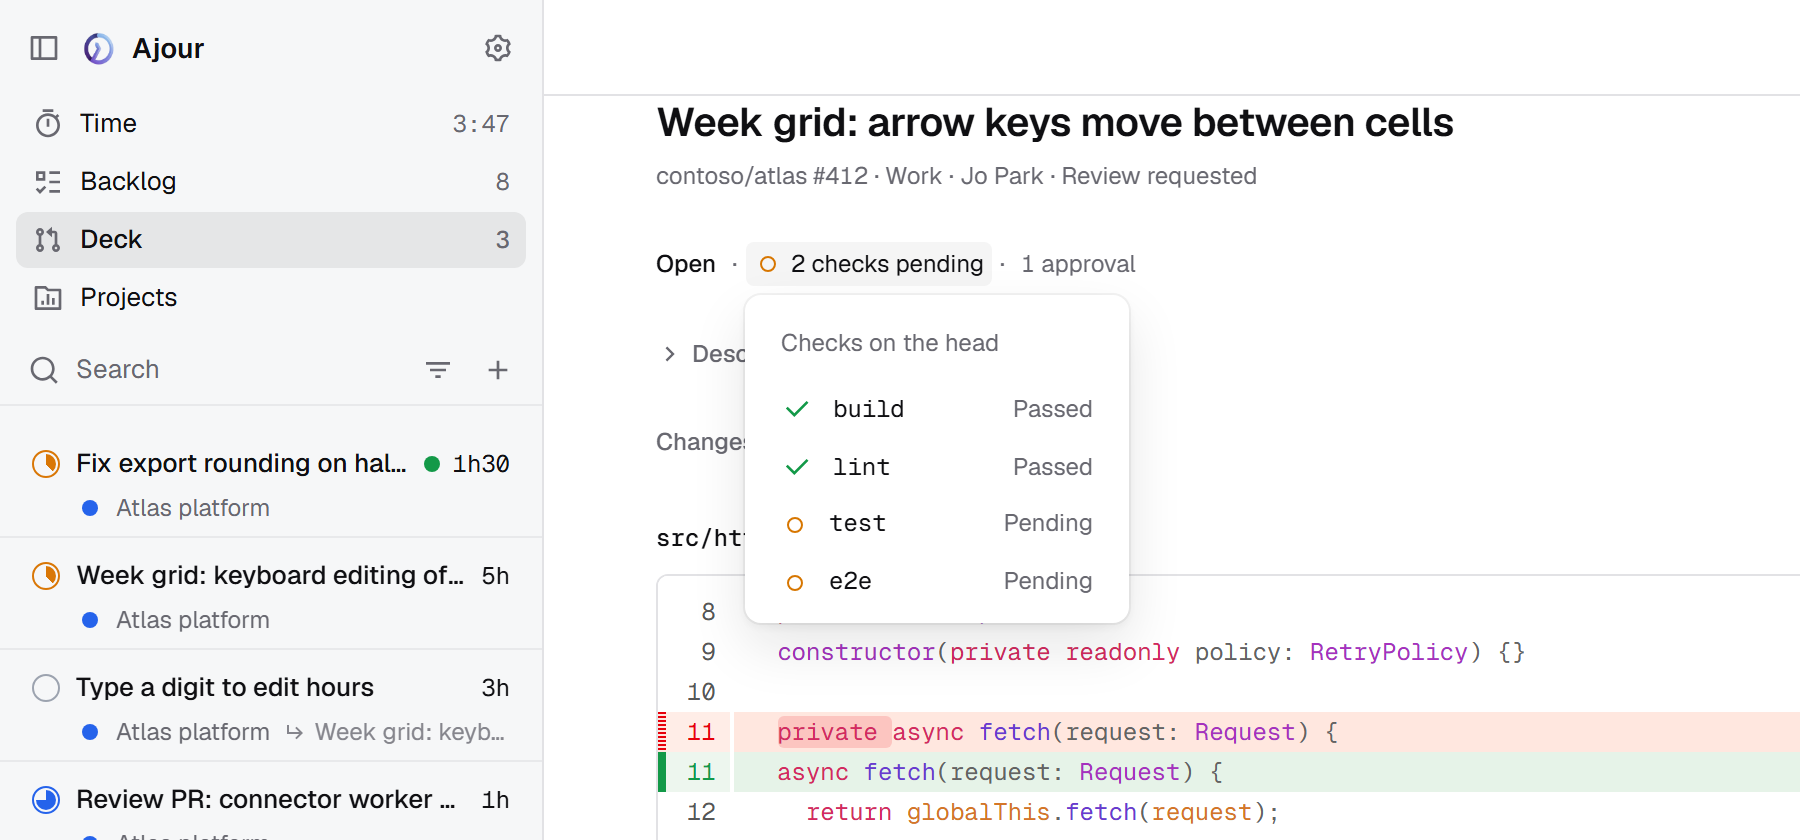 Ajour
Time 3:47
Backlog 8
Deck 3
Projects
Search
Fix export rounding on hal... 1h30
Atlas platform
Week grid: keyboard editing of... 5h
Atlas platform
Type a digit to edit hours 3h
Atlas platform ↳ Week grid: keyb...
Review PR: connector worker ... 1h
Atlas platform
Week grid: arrow keys move between cells
contoso/atlas #412 · Work · Jo Park · Review requested
Open · 2 checks pending · 1 approval
Checks on the head
build Passed
lint Passed
test Pending
e2e Pending
Desc
Changes
src/htt
8
9 constructor(private readonly policy: RetryPolicy) {}
10
11 private async fetch(request: Request) {
11 async fetch(request: Request) {
12 return globalThis.fetch(request);